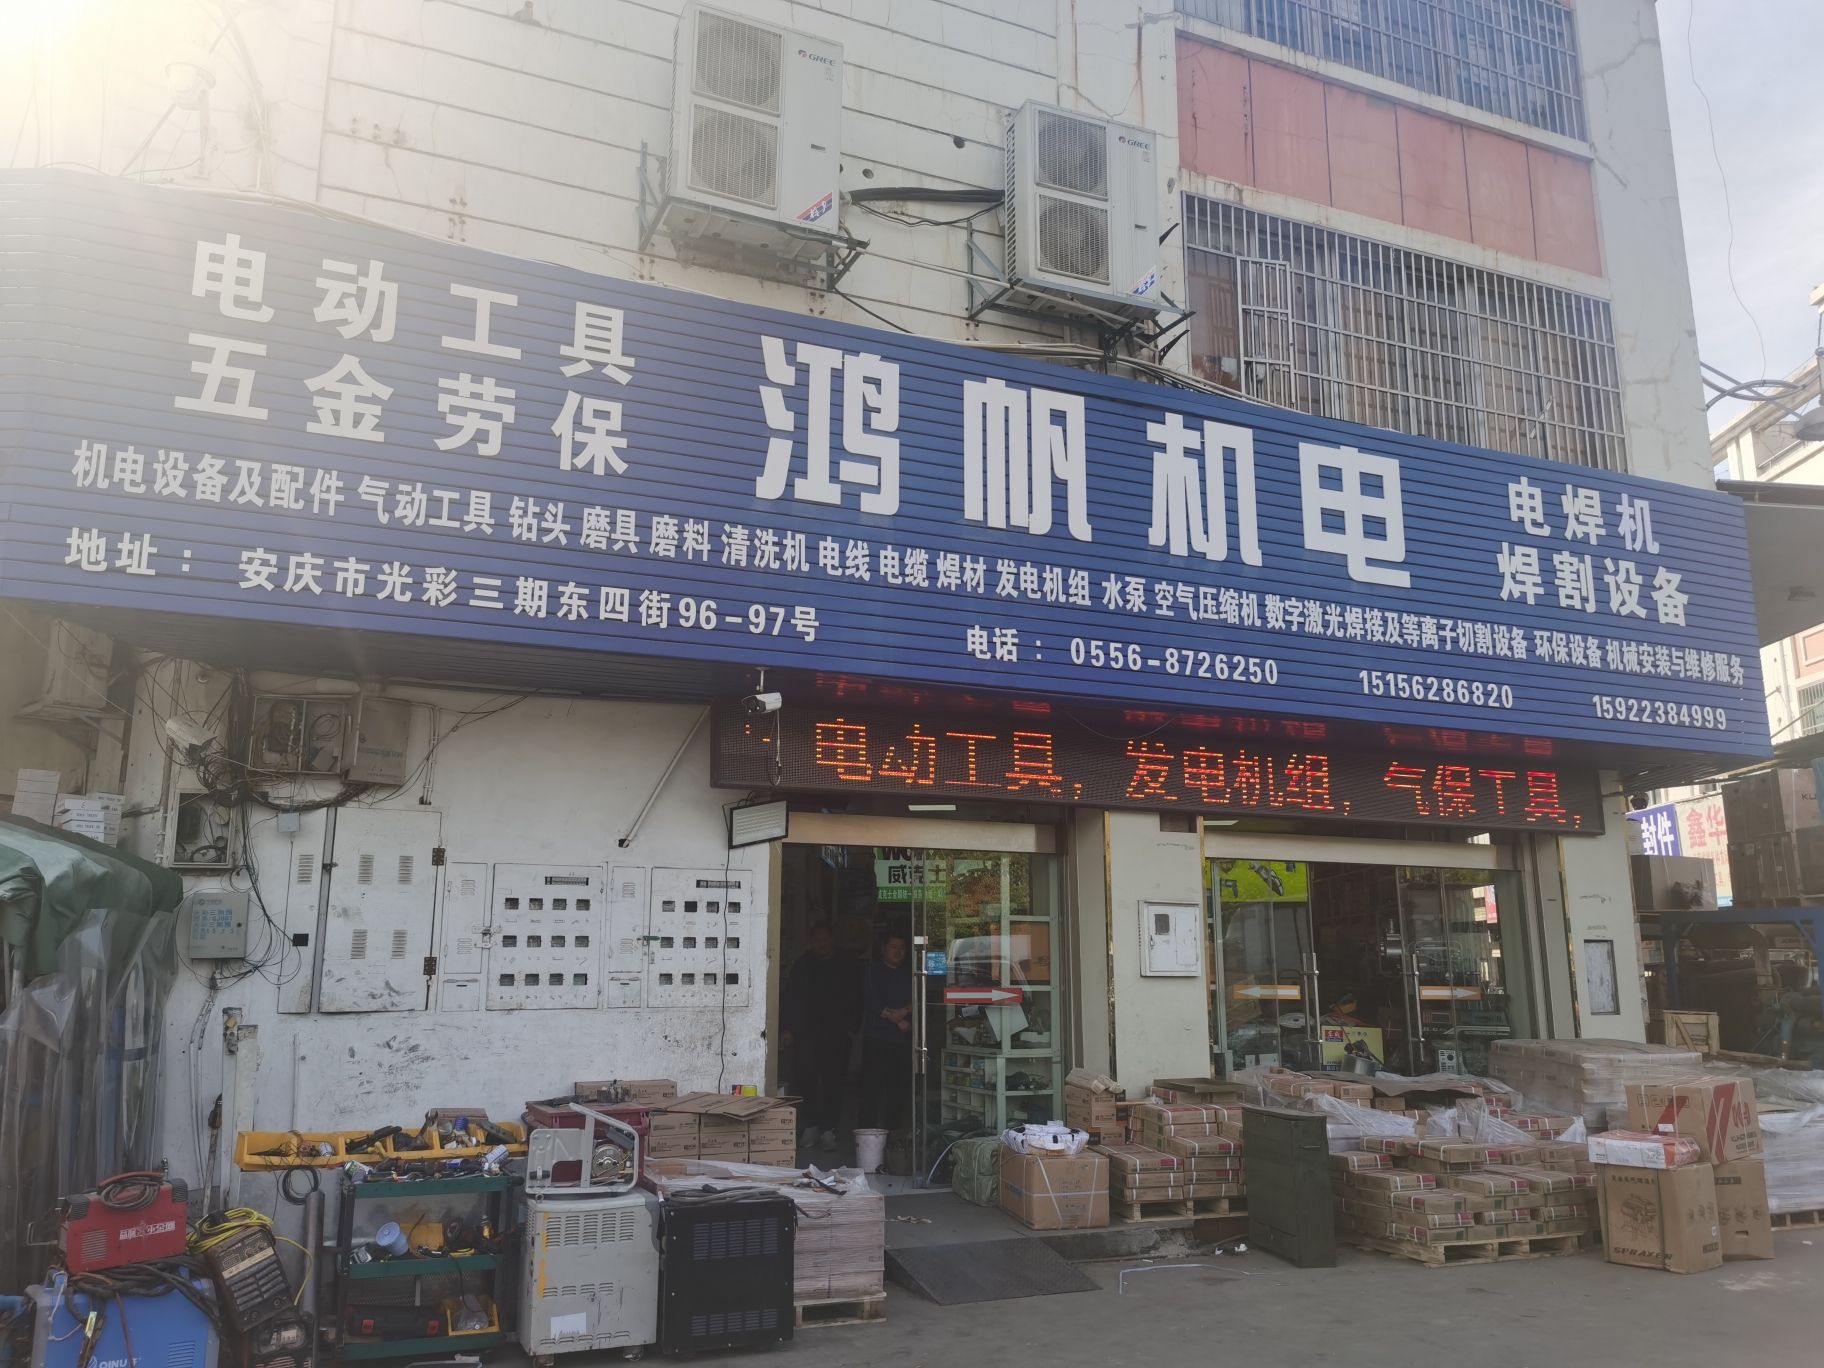 GREE
GREE
电动工具
五金劳保
鸿帆机电
电焊机
焊割设备
机电设备及配件 气动工具 钻头 磨具 磨料 清洗机 电线 电缆 焊材 发电机组 水泵 空气压缩机 数字激光焊接及等离子切割设备 环保设备 机械安装与维修服务
地址：安庆市光彩三期东四街96-97号
电话：0556-8726250 15156286820 15922384999
电动工具，发电机组，气保工具，
封件
鑫华
威克士
SPRAYER